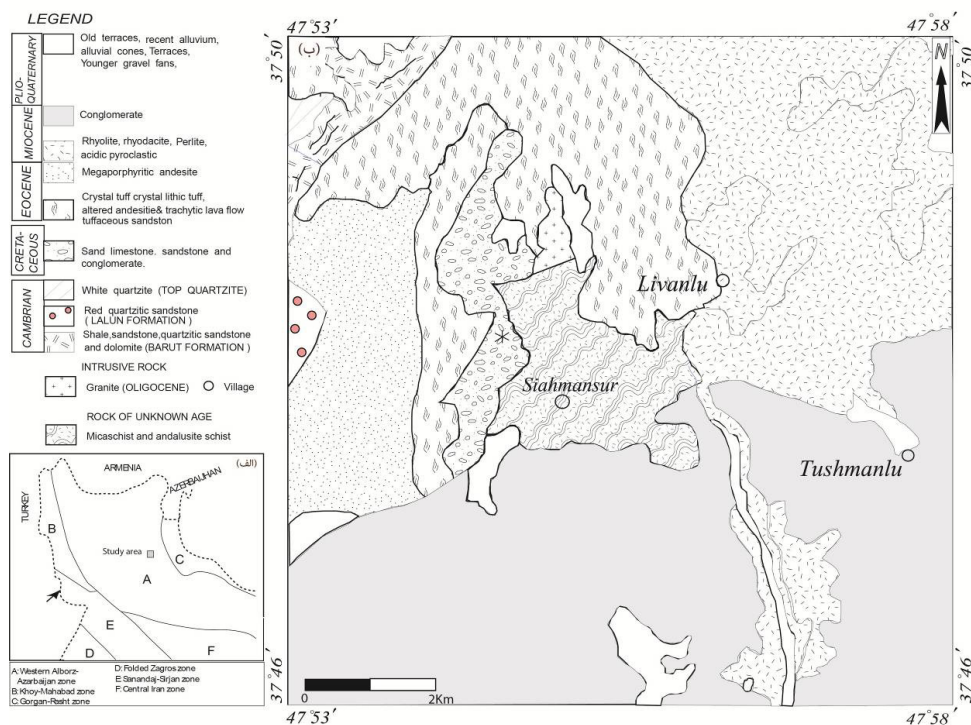 LEGEND
PLIO-
QUATERNARY
Old terraces, recent alluvium,
alluvial cones, Terraces,
Younger gravel fans,
MIOCENE
Conglomerate
Rhyolite, rhyodacite, Perlite,
acidic pyroclastic
EOCENE
Megaporphyritic andesite
Crystal tuff crystal lithic tuff,
altered andesitie& trachytic lava flow
tuffaceous sandston
CRETA-
CEOUS
Sand limestone. sandstone and
conglomerate.
CAMBRIAN
White quartzite (TOP QUARTZITE)
Red quartzitic sandstone
( LALUN FORMATION )
Shale,sandstone,quartzitic sandstone
and dolomite (BARUT FORMATION )
INTRUSIVE ROCK
Granite (OLIGOCENE)
Village
ROCK OF UNKNOWN AGE
Micaschist and andalusite schist
(الف)
ARMENIA
AZERBAIJHAN
TURKEY
B
Study area
C
A
E
D
F
A: Western Alborz-
Azarbaijan zone
B: Khoy-Mahabad zone
C: Gorgan-Rasht zone
D: Folded Zagros zone
E: Sanandaj-Sirjan zone
F: Central Iran zone
47°53′
47°58′
37°50′
37°50′
(ب)
N
Livanlu
Siahmansur
Tushmanlu
0
2Km
37°46′
37°46′
47°53′
47°58′